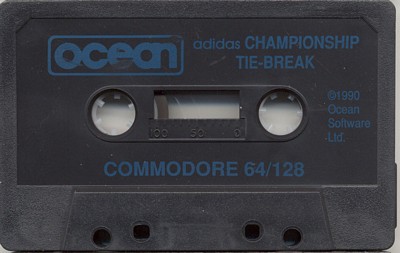 ocean
adidas CHAMPIONSHIP
TIE-BREAK
©1990
Ocean
Software
Ltd.
100 50 0
COMMODORE 64/128